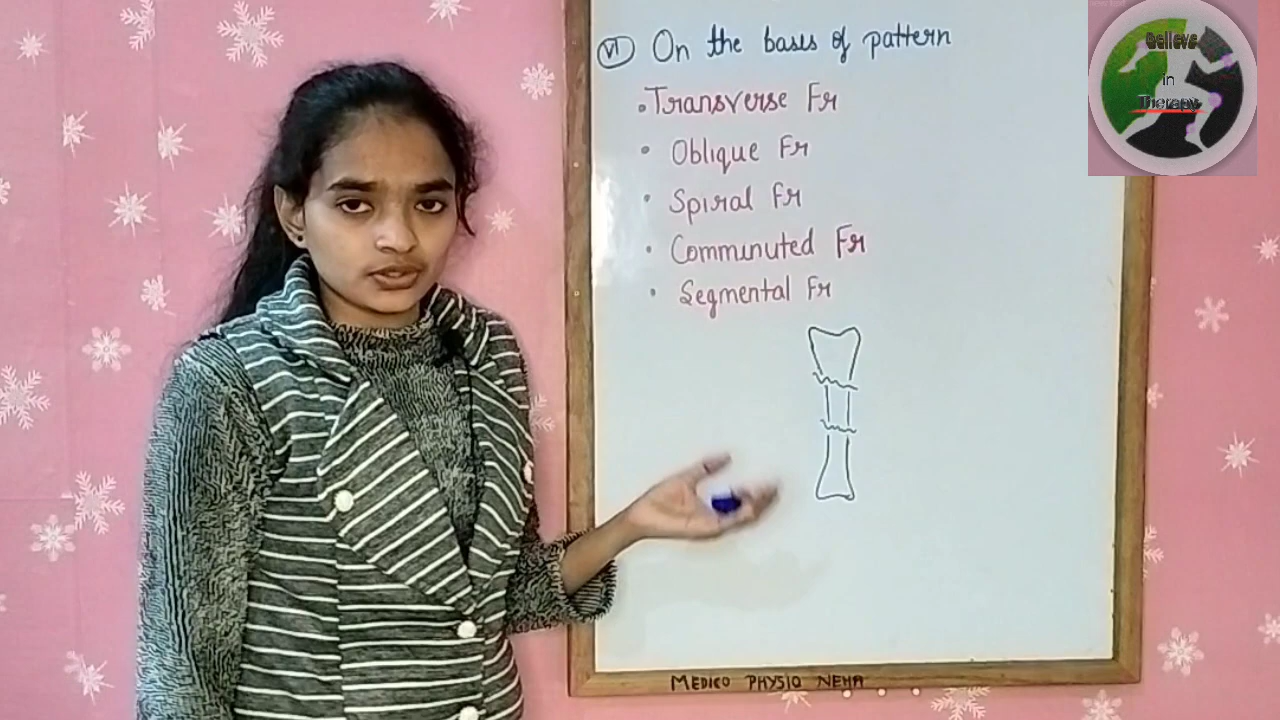 VI On the bases of pattern
• Transverse Fr
• Oblique Fr
• Spiral Fr
• Comminuted Fr
• Segmental Fr
MEDICO PHYSIO NEHA
Believe
in
Therapy